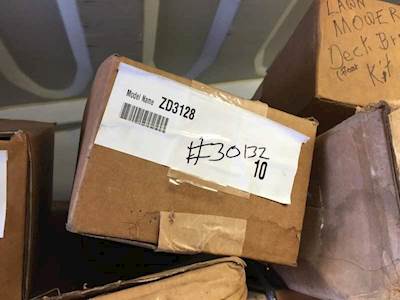 Model Name ZD3128
#30132
10
LAWN
MOWER
Deck Br
Kit